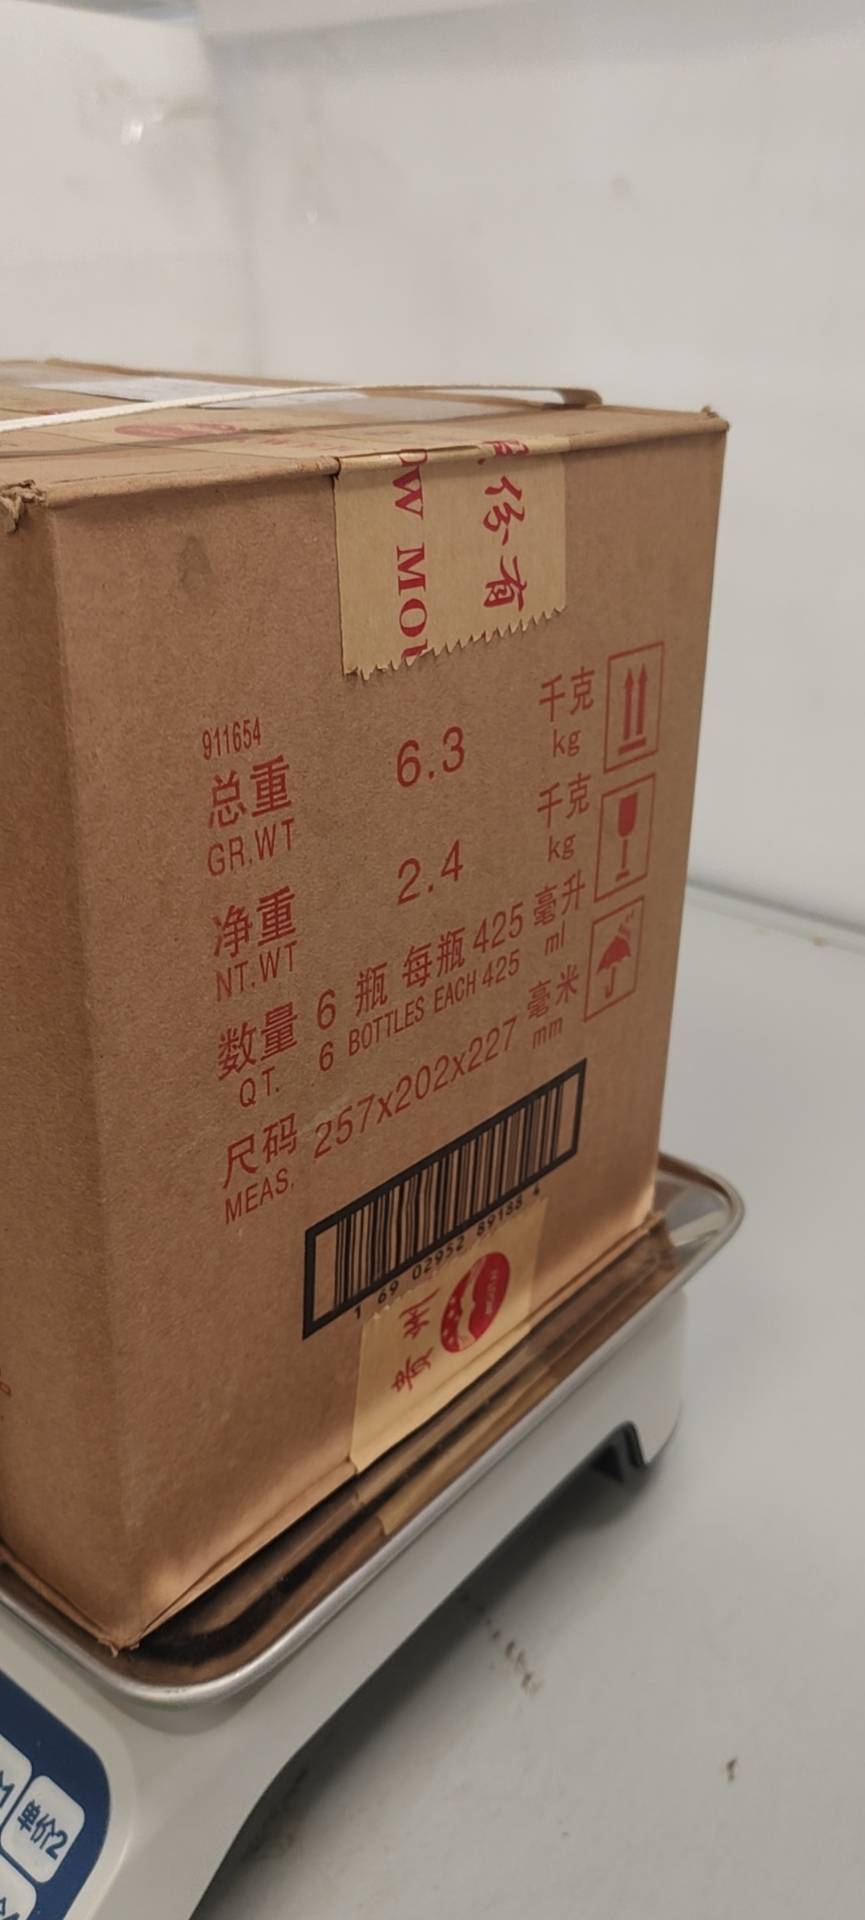 OW MOU
仔有
911654
总重 6.3 千克
GR.WT kg
净重 2.4 千克
NT.WT kg
数量 6 瓶 每瓶 425 毫升
QT. 6 BOTTLES EACH 425 ml
尺码 257x202x227 毫米
MEAS. mm
1 69 02952 89188 4
单价2